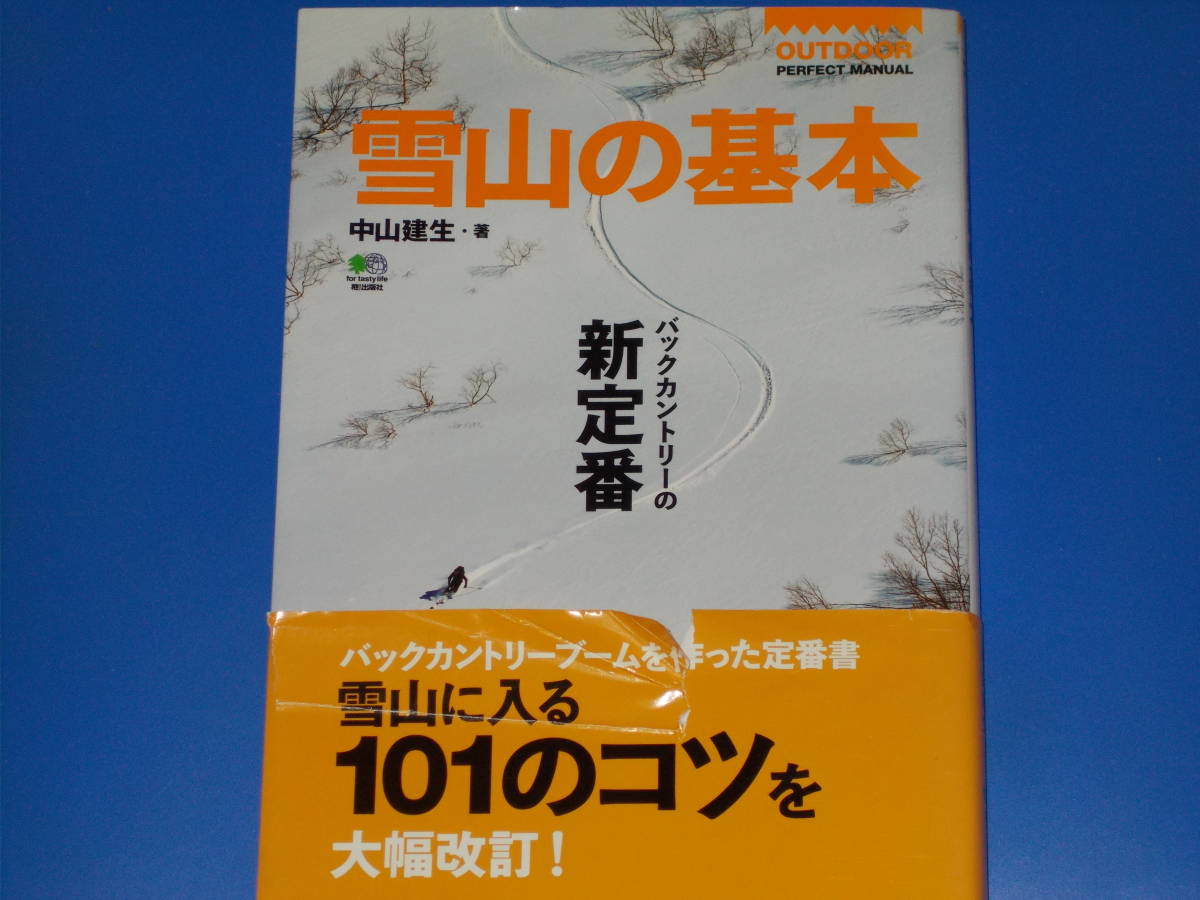 OUTDOOR
PERFECT MANUAL
雪山の基本
中山建生・著
for tasty life
枻出版社
バックカントリーの
新定番
バックカントリーブームを作った定番書
雪山に入る
101のコツを
大幅改訂!